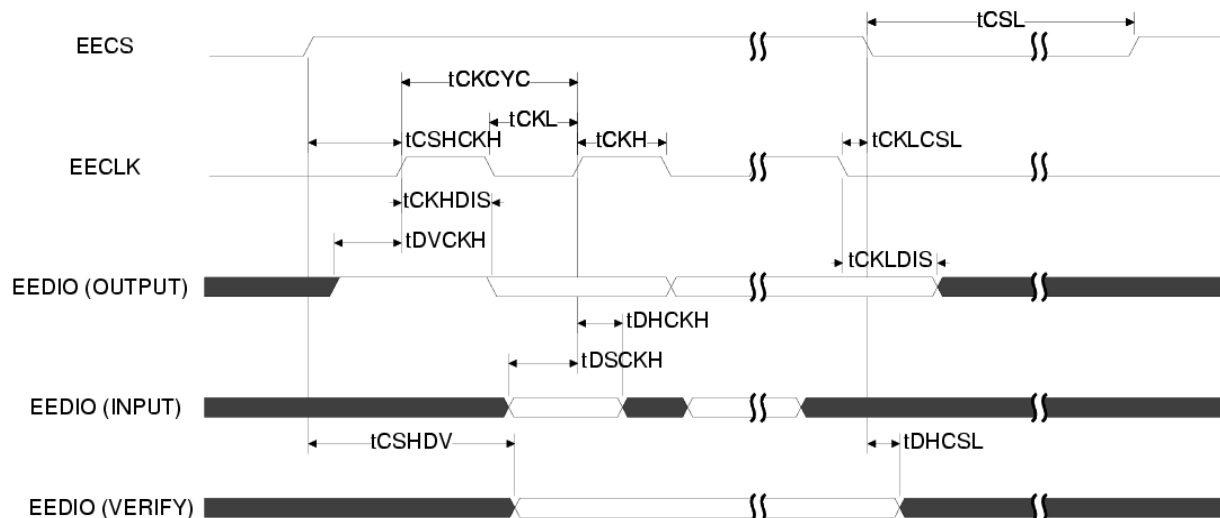 tCSL
EECS
tCKCYC
tCKL
tCSHCKH
tCKH
tCKLCSL
EECLK
tCKHDIS
tDVCKH
tCKLDIS
EEDIO (OUTPUT)
tDHCKH
tDSCKH
EEDIO (INPUT)
tCSHDV
tDHCSL
EEDIO (VERIFY)